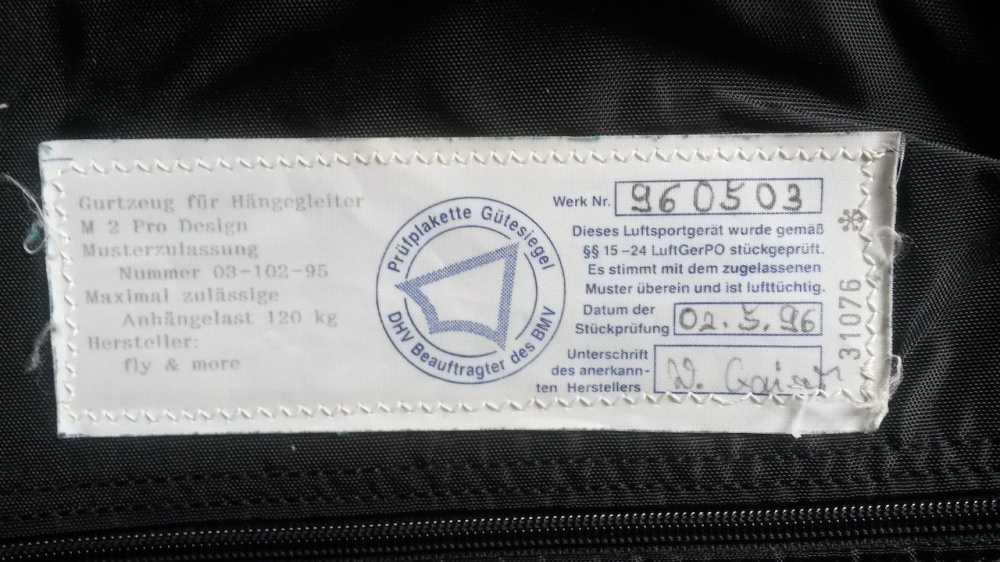 Gurtzeug für Hängegleiter
M 2 Pro Design
Musterzulassung
Nummer 03-102-95
Maximal zulässige
Anhängelast 120 kg
Hersteller:
fly & more
Prüfplakette Gütesiegel
DHV Beauftragter des BMV
Werk Nr. 960503
Dieses Luftsportgerät wurde gemäß
§§ 15-24 LuftGerPO stückgeprüft.
Es stimmt mit dem zugelassenen
Muster überein und ist lufttüchtig.
Datum der
Stückprüfung 02.5.96
Unterschrift
des anerkann-
ten Herstellers
31076 *